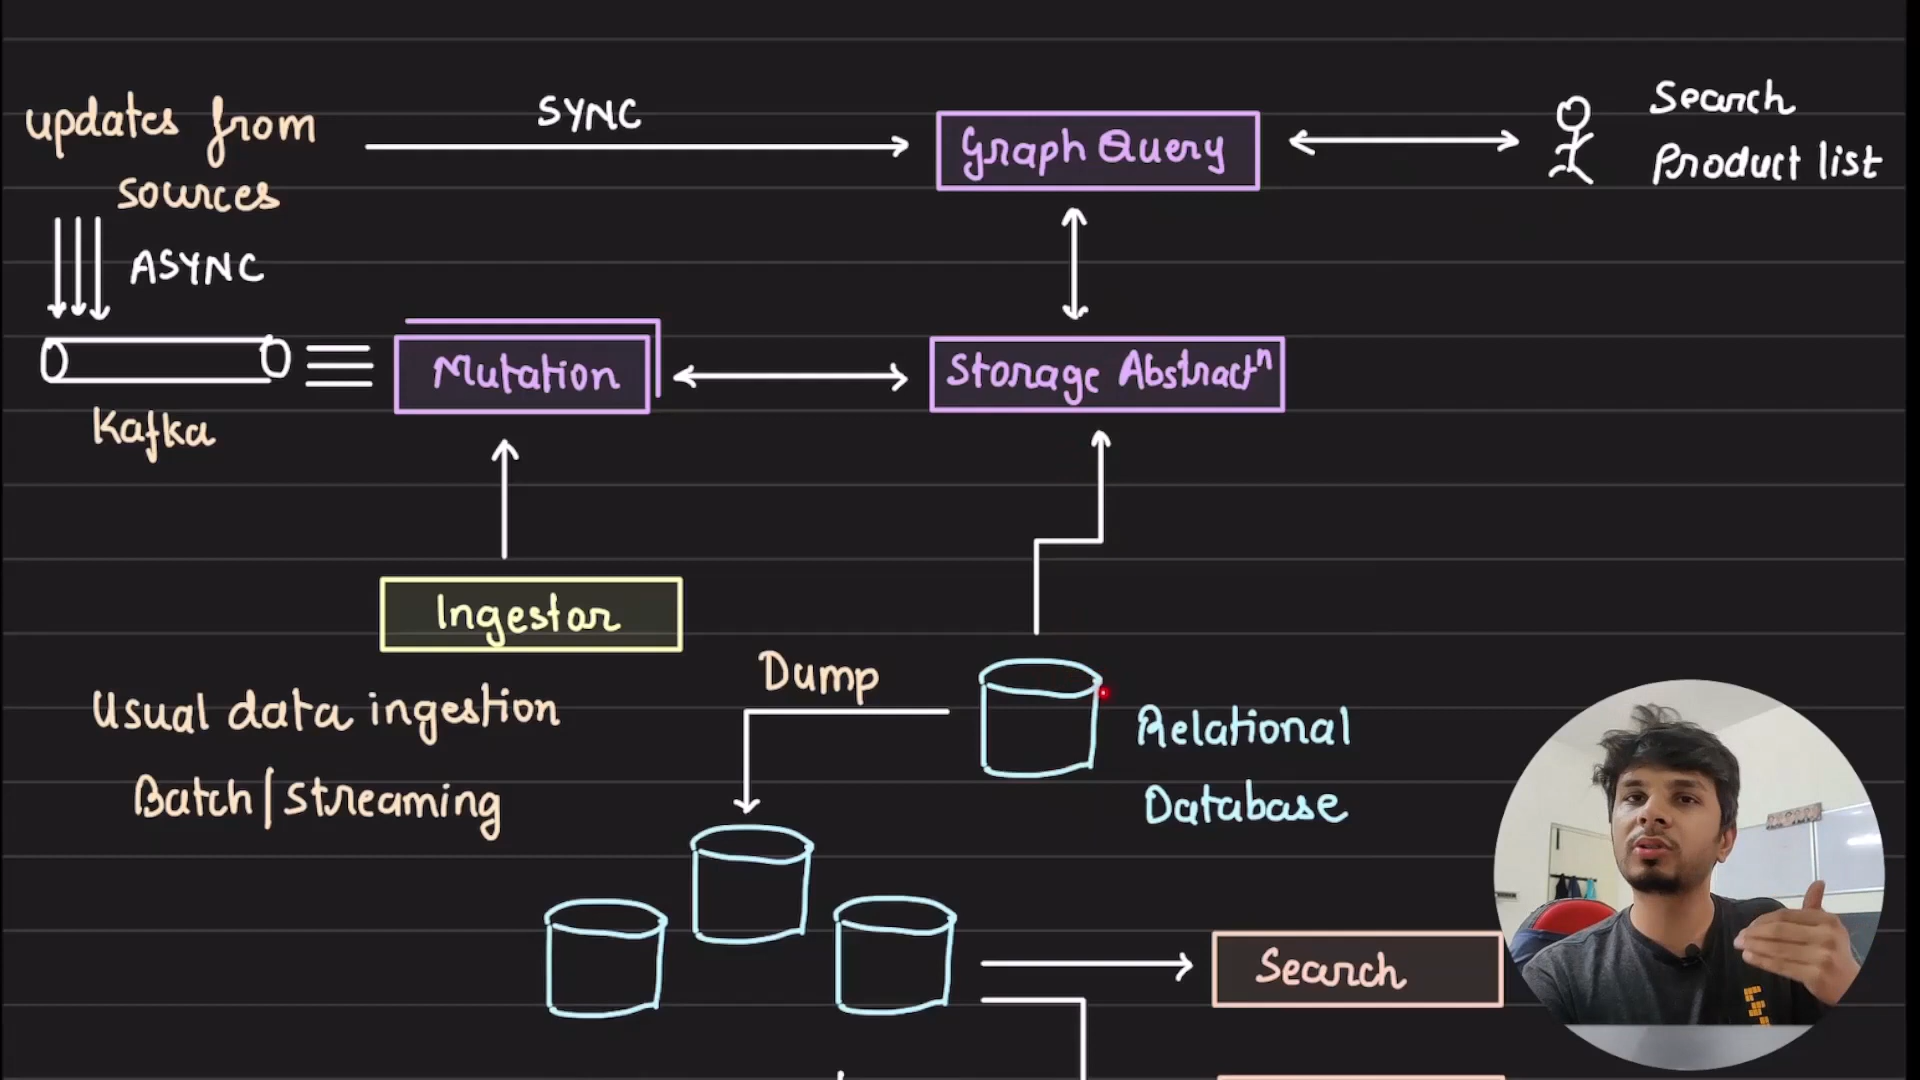 SYNC
updates from
sources
ASYNC
Kafka
Graph Query
Search
Product list
Mutation
Storage Abstractⁿ
Ingestor
Usual data ingestion
Batch/streaming
Dump
Relational
Database
Search